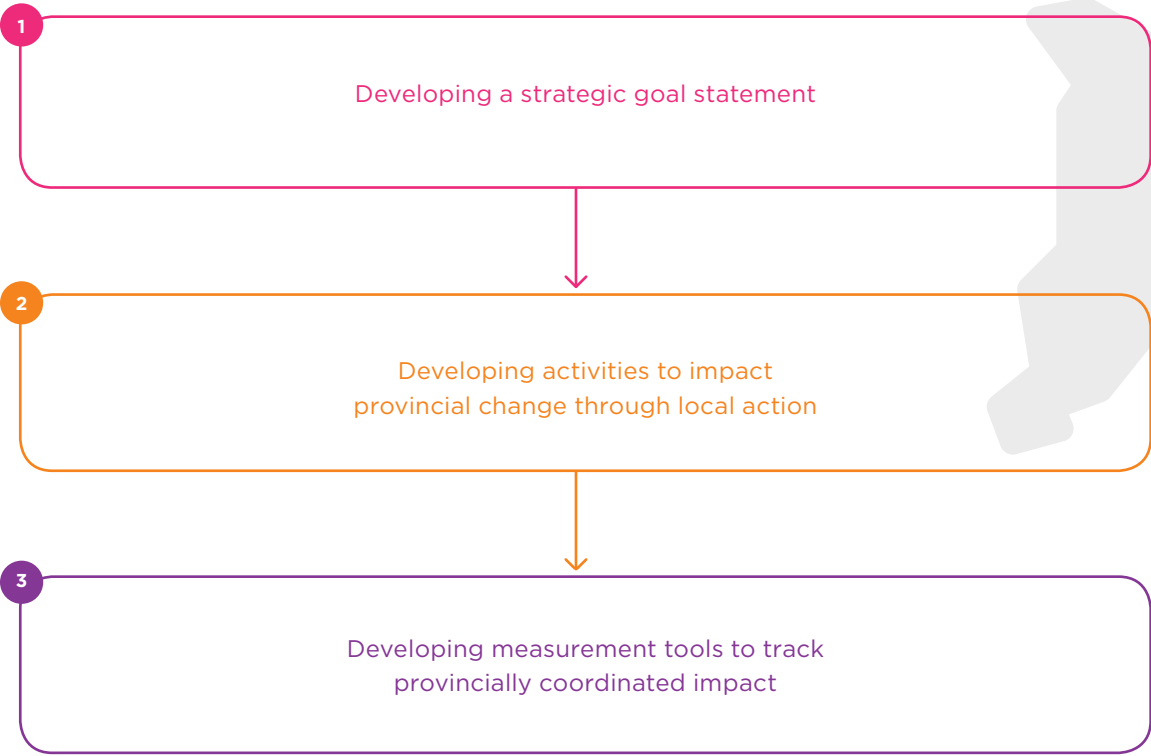 1
Developing a strategic goal statement
2
Developing activities to impact
provincial change through local action
3
Developing measurement tools to track
provincially coordinated impact